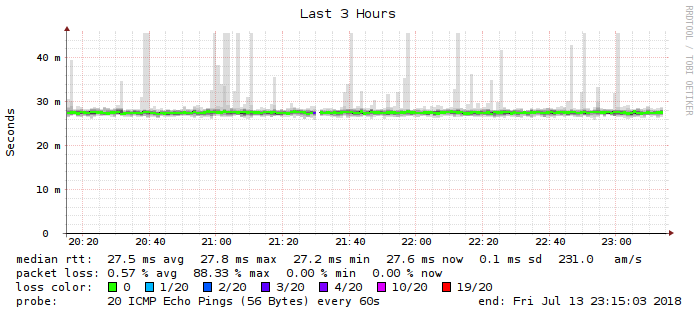 Last 3 Hours
RRDTOOL / TOBI OETIKER
Seconds
40 m
30 m
20 m
10 m
0
20:20 20:40 21:00 21:20 21:40 22:00 22:20 22:40 23:00
median rtt: 27.5 ms avg 27.8 ms max 27.2 ms min 27.6 ms now 0.1 ms sd 231.0 am/s
packet loss: 0.57 % avg 88.33 % max 0.00 % min 0.00 % now
loss color: 0 1/20 2/20 3/20 4/20 10/20 19/20
probe: 20 ICMP Echo Pings (56 Bytes) every 60s end: Fri Jul 13 23:15:03 2018